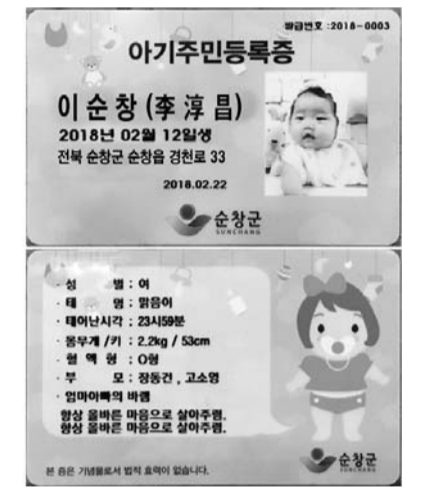 발급번호 :2018-0003
아기주민등록증
이 순 창 (李 淳 昌)
2018년 02월 12일생
전북 순창군 순창읍 경천로 33
2018.02.22
순창군
SUNCHANG
· 성 별 : 여
· 태 명 : 맑음이
· 태어난시각 : 23시59분
· 몸무게 /키 : 2.2kg / 53cm
· 혈 액 형 : O형
· 부 모 : 장동건 , 고소영
· 엄마아빠의 바램
항상 올바른 마음으로 살아주렴.
항상 올바른 마음으로 살아주렴.
본 증은 기념물로서 법적 효력이 없습니다.
순창군
SUNCHANG